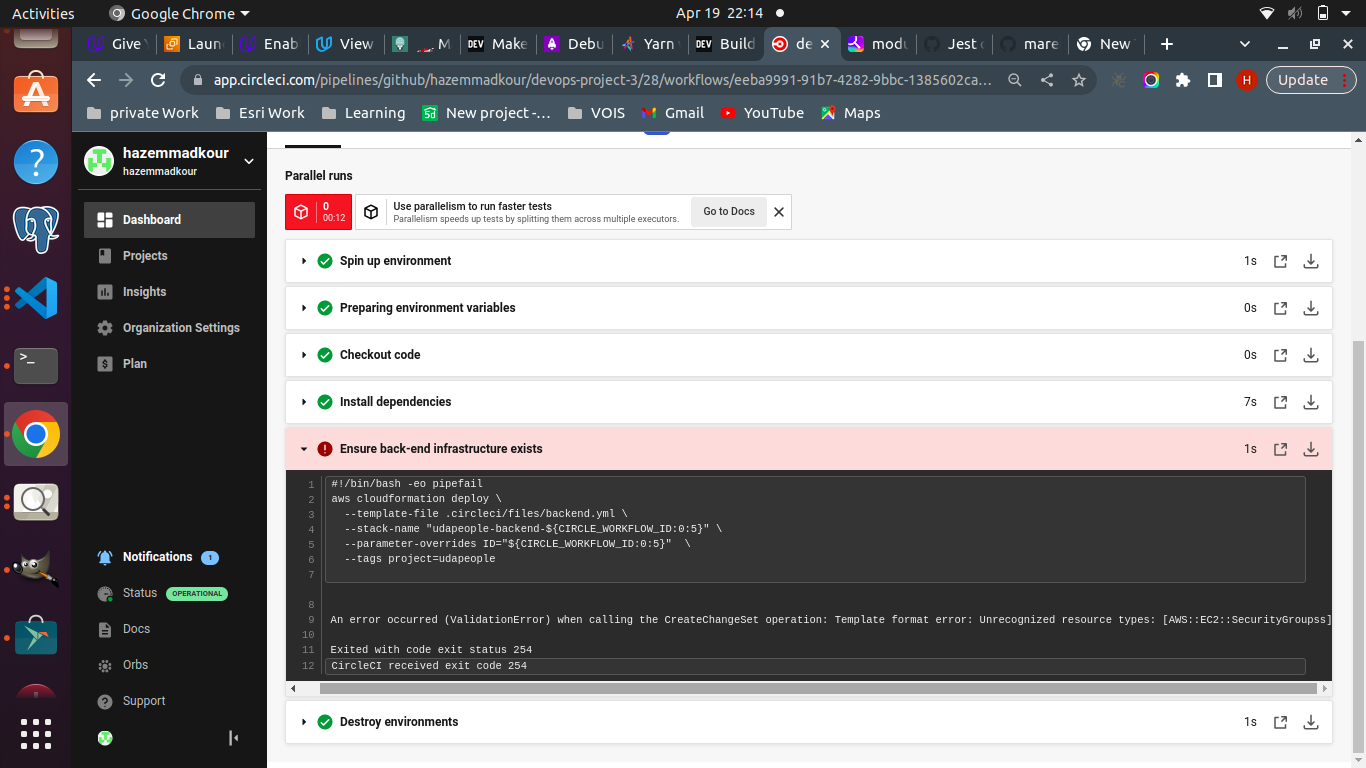 Activities
Google Chrome
Apr 19 22:14
Give
Laun
Enab
View
M
DEV
Make
Debu
Yarn
DEV
Build
de
modu
Jest
mare
New
app.circleci.com/pipelines/github/hazemmadkour/devops-project-3/28/workflows/eeba9991-91b7-4282-9bbc-1385602ca...
H
Update
private Work
Esri Work
Learning
New project -...
VOIS
Gmail
YouTube
Maps
hazemmadkour
hazemmadkour
Dashboard
Projects
Insights
Organization Settings
Plan
Notifications 1
Status OPERATIONAL
Docs
Orbs
Support
Parallel runs
0
00:12
Use parallelism to run faster tests
Parallelism speeds up tests by splitting them across multiple executors.
Go to Docs
Spin up environment 1s
Preparing environment variables 0s
Checkout code 0s
Install dependencies 7s
Ensure back-end infrastructure exists 1s
1 #!/bin/bash -eo pipefail
2 aws cloudformation deploy \
3 --template-file .circleci/files/backend.yml \
4 --stack-name "udapeople-backend-${CIRCLE_WORKFLOW_ID:0:5}" \
5 --parameter-overrides ID="${CIRCLE_WORKFLOW_ID:0:5}" \
6 --tags project=udapeople
7
8
9 An error occurred (ValidationError) when calling the CreateChangeSet operation: Template format error: Unrecognized resource types: [AWS::EC2::SecurityGroupss]
10
11 Exited with code exit status 254
12 CircleCI received exit code 254
Destroy environments 1s